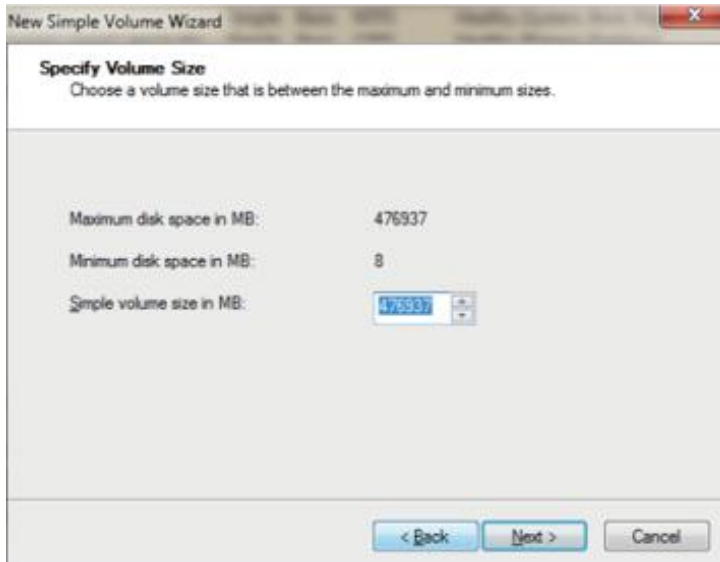 New Simple Volume Wizard
Specify Volume Size
Choose a volume size that is between the maximum and minimum sizes.
Maximum disk space in MB: 476937
Minimum disk space in MB: 8
Simple volume size in MB: 476937
< Back Next > Cancel